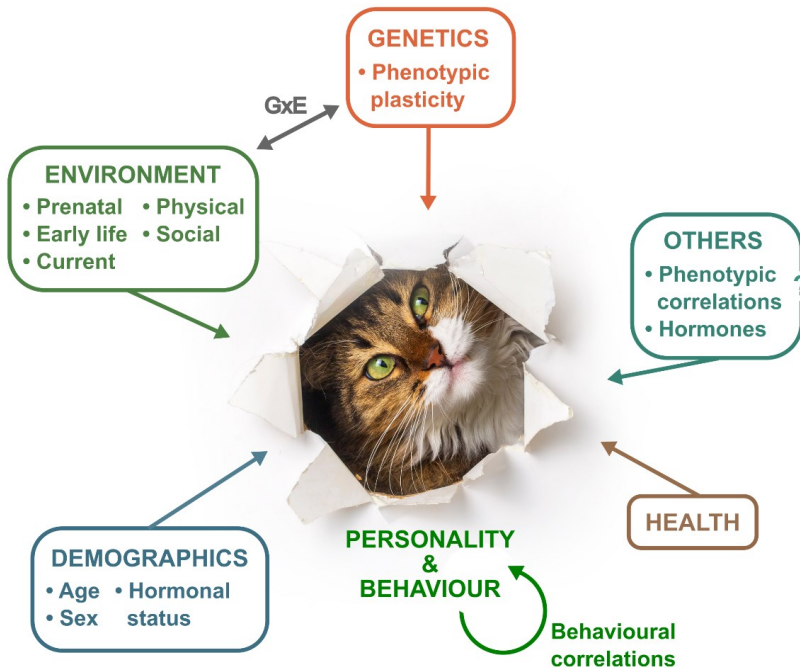 GENETICS
• Phenotypic
plasticity
GxE
ENVIRONMENT
• Prenatal • Physical
• Early life • Social
• Current
OTHERS
• Phenotypic
correlations
• Hormones
HEALTH
DEMOGRAPHICS
• Age • Hormonal
• Sex status
PERSONALITY
&
BEHAVIOUR
Behavioural
correlations